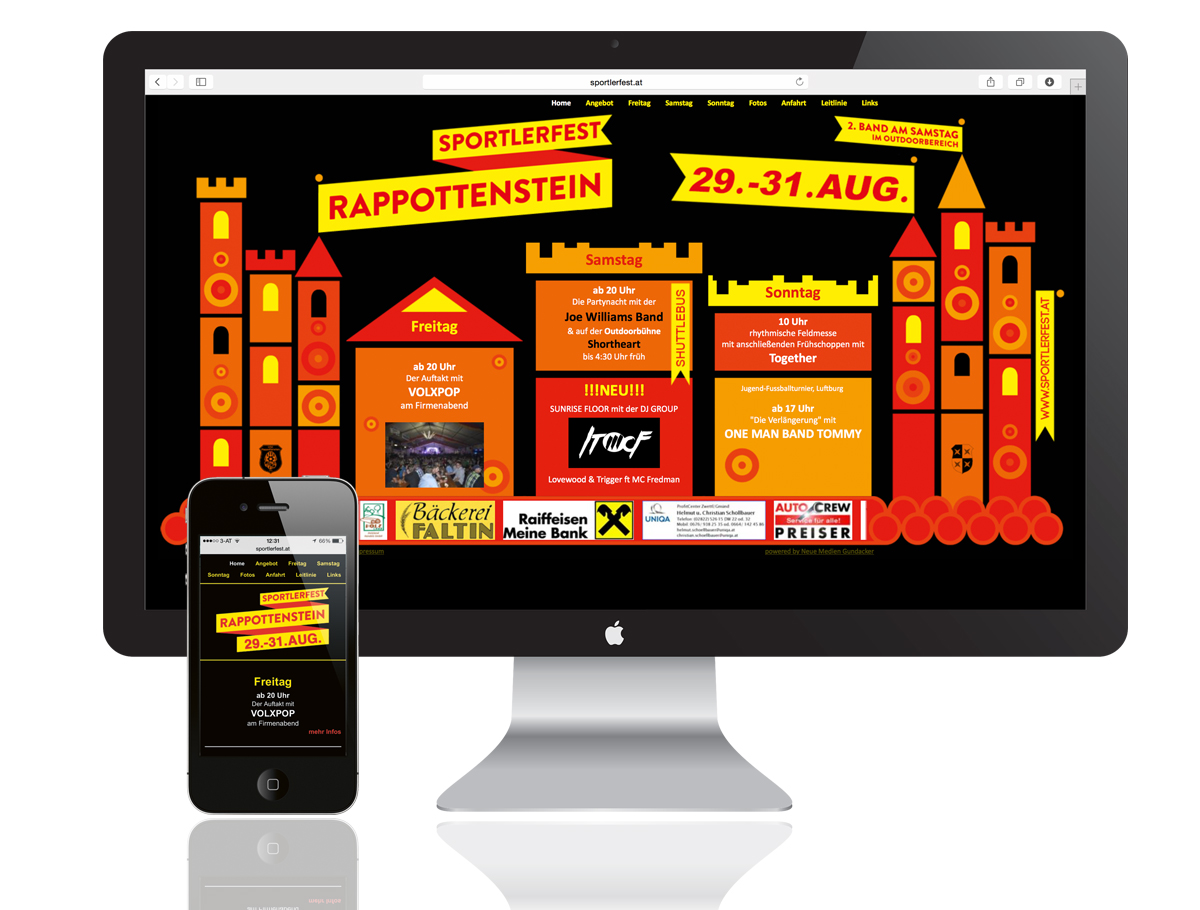 sportlerfest.at
Home Angebot Freitag Samstag Sonntag Fotos Anfahrt Leitlinie Links
SPORTLERFEST
RAPPOTTENSTEIN
2. BAND AM SAMSTAG
IM OUTDOORBEREICH
29.-31.AUG.
Freitag
ab 20 Uhr
Der Auftakt mit
VOLXPOP
am Firmenabend
Samstag
ab 20 Uhr
Die Partynacht mit der
Joe Williams Band
& auf der Outdoorbühne
Shortheart
bis 4:30 Uhr früh
SHUTTLEBUS
!!!NEU!!!
SUNRISE FLOOR mit der DJ GROUP
ITMCF
Lovewood & Trigger ft MC Fredman
Sonntag
10 Uhr
rhythmische Feldmesse
mit anschließenden Frühschoppen mit
Together
Jugend-Fussballturnier, Luftburg
ab 17 Uhr
"Die Verlängerung" mit
ONE MAN BAND TOMMY
WWW.SPORTLERFEST.AT
Bäckerei
FALTIN
Raiffeisen
Meine Bank
UNIQA
ProfitCenter Zwettl/Gmünd
Helmut u. Christian Schöllbauer
AUTO CREW
Service für alle!
PREISER
pressum
powered by Neue Medien Gundacker
3-AT 12:31 66%
sportlerfest.at
Home Angebot Freitag Samstag
Sonntag Fotos Anfahrt Leitlinie Links
SPORTLERFEST
RAPPOTTENSTEIN
29.-31.AUG.
Freitag
ab 20 Uhr
Der Auftakt mit
VOLXPOP
am Firmenabend
mehr Infos